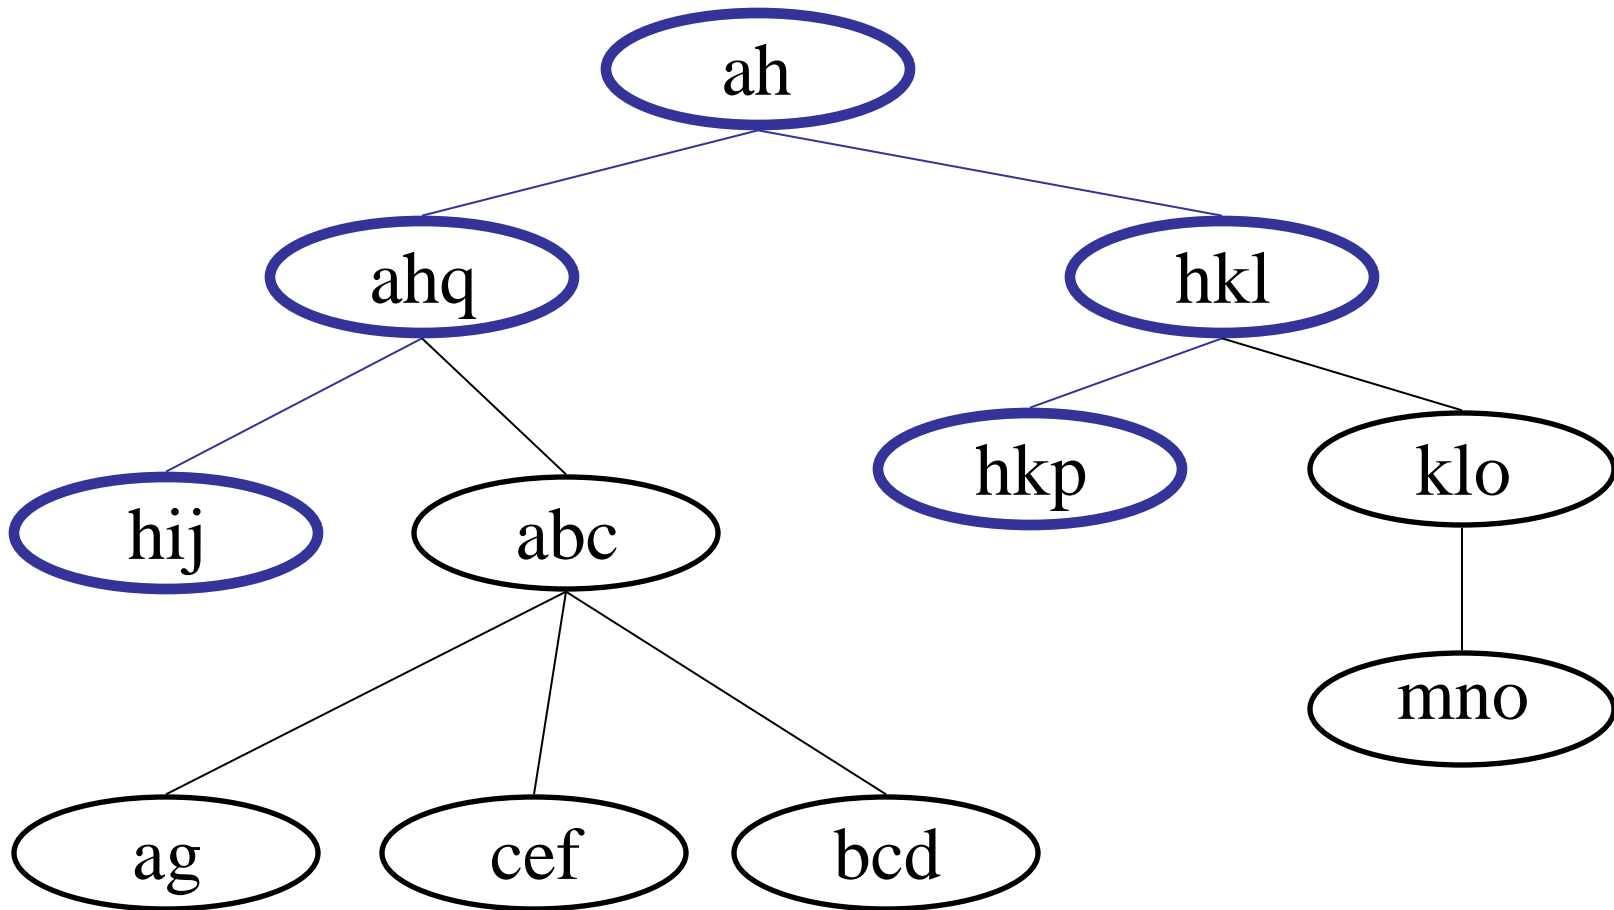 ah
ahq
hkl
hkp
klo
hij
abc
mno
ag
cef
bcd